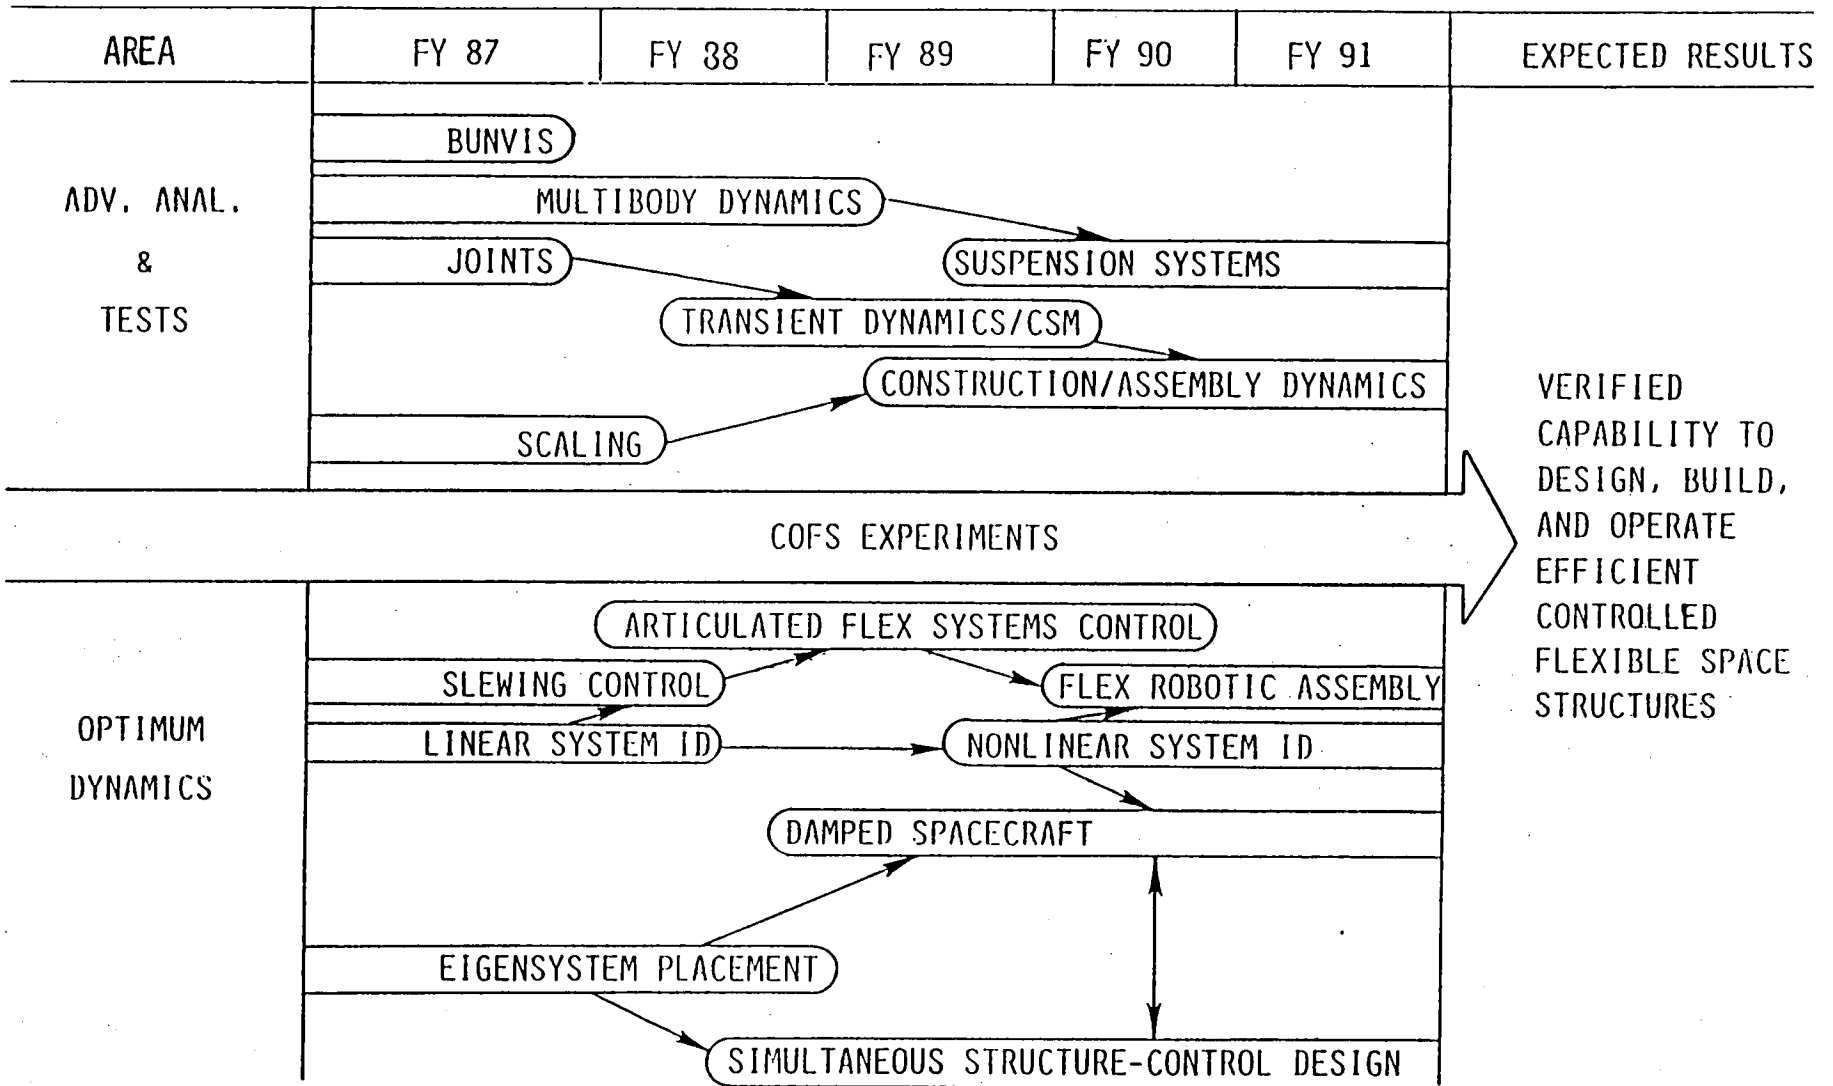 AREA FY 87 FY 88 FY 89 FY 90 FY 91 EXPECTED RESULTS
ADV. ANAL.
&
TESTS
BUNVIS
MULTIBODY DYNAMICS
JOINTS
SUSPENSION SYSTEMS
TRANSIENT DYNAMICS/CSM
CONSTRUCTION/ASSEMBLY DYNAMICS
SCALING
COFS EXPERIMENTS
OPTIMUM
DYNAMICS
ARTICULATED FLEX SYSTEMS CONTROL
SLEWING CONTROL
FLEX ROBOTIC ASSEMBLY
LINEAR SYSTEM ID
NONLINEAR SYSTEM ID
DAMPED SPACECRAFT
EIGENSYSTEM PLACEMENT
SIMULTANEOUS STRUCTURE-CONTROL DESIGN
VERIFIED
CAPABILITY TO
DESIGN, BUILD,
AND OPERATE
EFFICIENT
CONTROLLED
FLEXIBLE SPACE
STRUCTURES